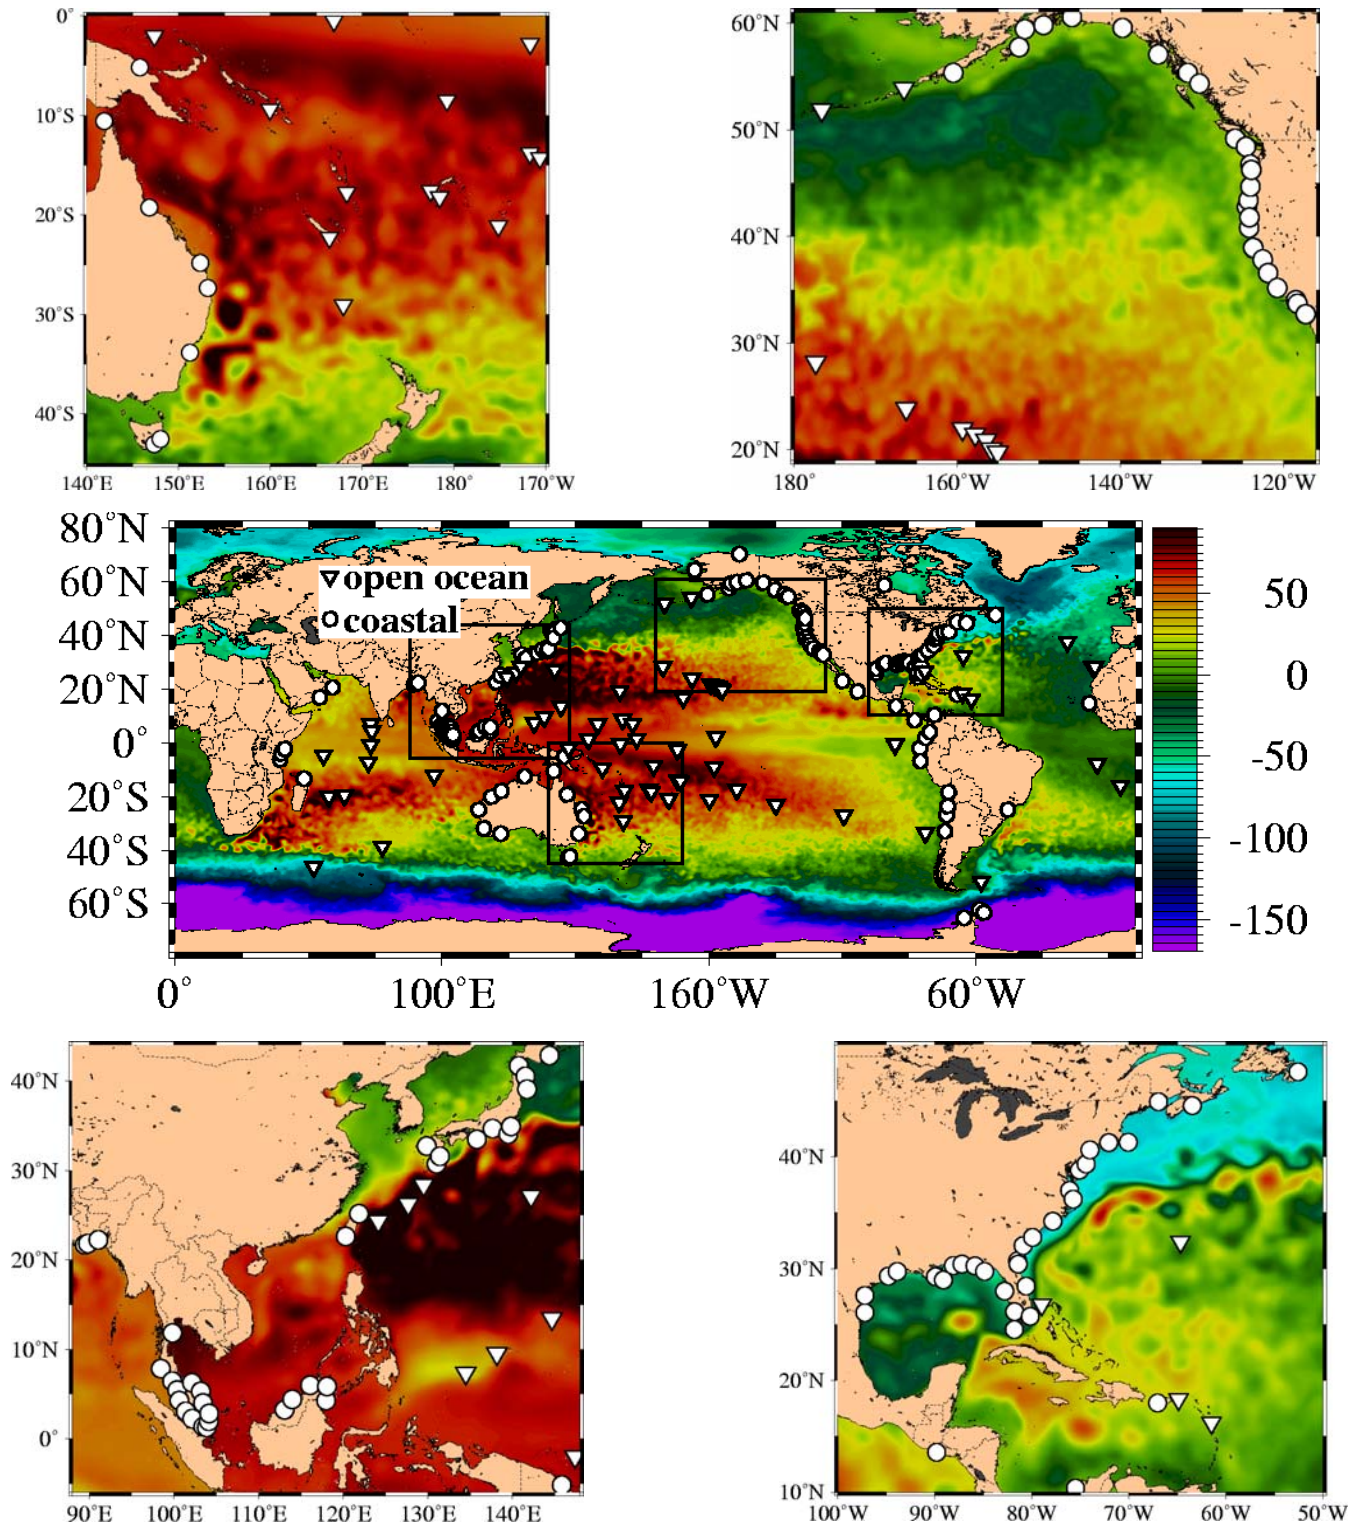 0˚
10˚S
20˚S
30˚S
40˚S
140˚E 150˚E 160˚E 170˚E 180˚ 170˚W
60˚N
50˚N
40˚N
30˚N
20˚N
180˚ 160˚W 140˚W 120˚W
80˚N
60˚N
40˚N
20˚N
0˚
20˚S
40˚S
60˚S
open ocean
coastal
0˚ 100˚E 160˚W 60˚W
50
0
-50
-100
-150
40˚N
30˚N
20˚N
10˚N
0˚
90˚E 100˚E 110˚E 120˚E 130˚E 140˚E
40˚N
30˚N
20˚N
10˚N
100˚W 90˚W 80˚W 70˚W 60˚W 50˚W